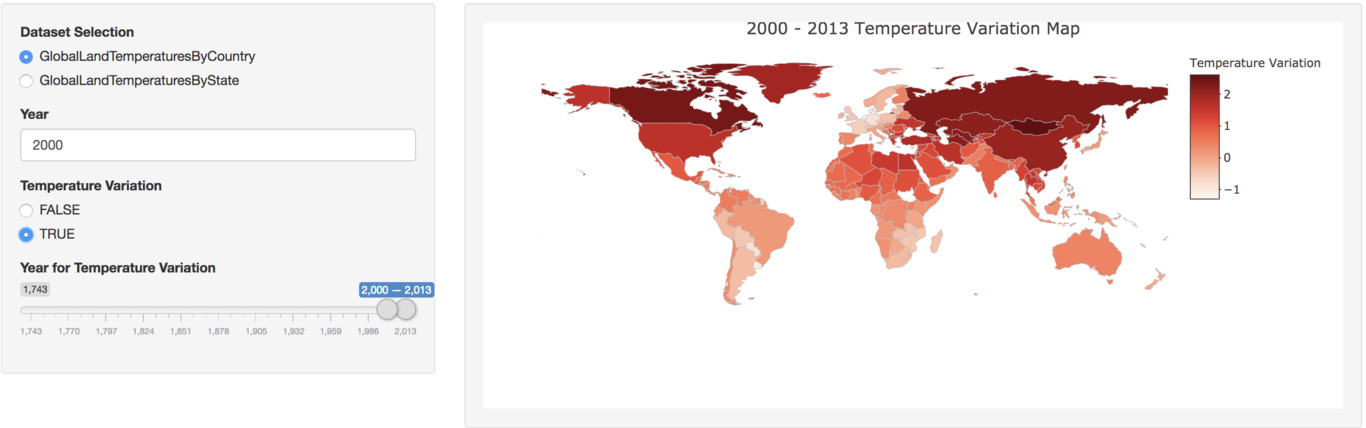 Dataset Selection
GlobalLandTemperaturesByCountry
GlobalLandTemperaturesByState
Year
2000
Temperature Variation
FALSE
TRUE
Year for Temperature Variation
1,743
2,000 — 2,013
1,743 1,770 1,797 1,824 1,851 1,878 1,905 1,932 1,959 1,986 2,013
2000 - 2013 Temperature Variation Map
Temperature Variation
2
1
0
−1